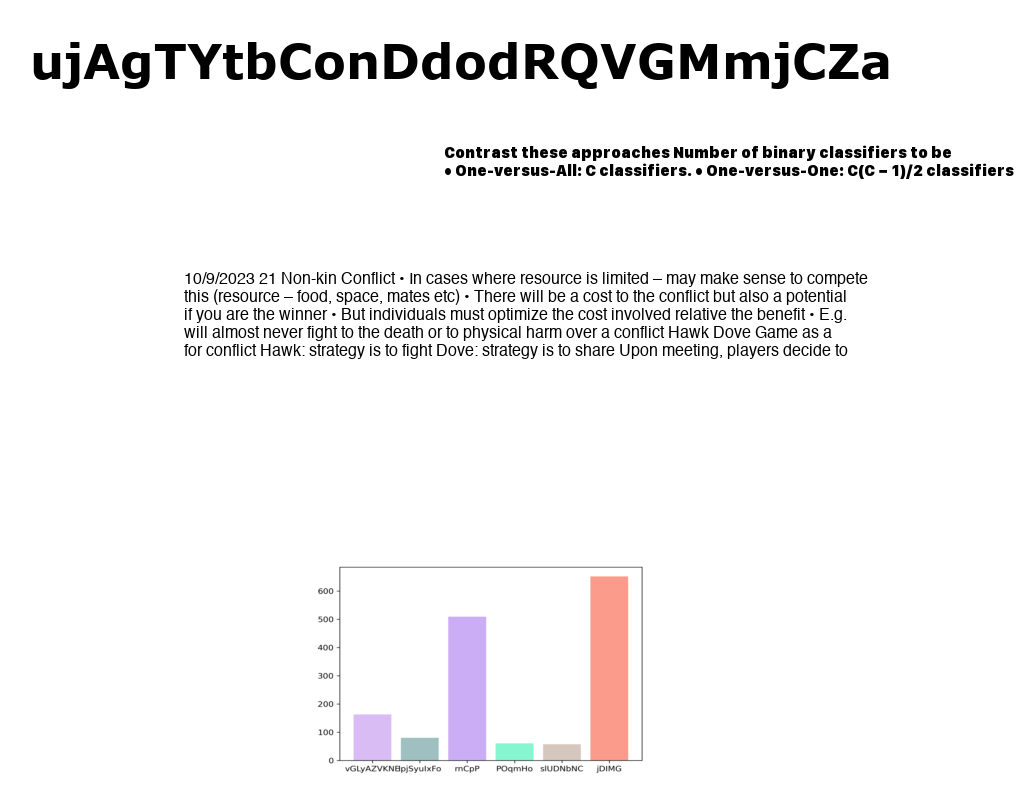 ujAgTYtbConDdodRQVGMmjCZa
Contrast these approaches Number of binary classifiers to be
• One-versus-All: C classifiers. • One-versus-One: C(C – 1)/2 classifiers
10/9/2023 21 Non-kin Conflict • In cases where resource is limited – may make sense to compete
this (resource – food, space, mates etc) • There will be a cost to the conflict but also a potential
if you are the winner • But individuals must optimize the cost involved relative the benefit • E.g.
will almost never fight to the death or to physical harm over a conflict Hawk Dove Game as a
for conflict Hawk: strategy is to fight Dove: strategy is to share Upon meeting, players decide to
600
500
400
300
200
100
0
POqmHo slUDNbNC jDIMG